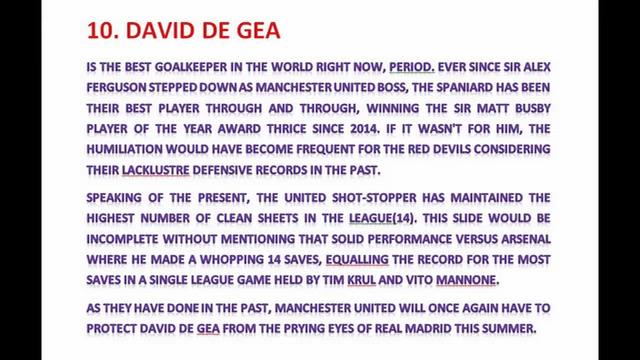 10. DAVID DE GEA
IS THE BEST GOALKEEPER IN THE WORLD RIGHT NOW, PERIOD. EVER SINCE SIR ALEX
FERGUSON STEPPED DOWN AS MANCHESTER UNITED BOSS, THE SPANIARD HAS BEEN
THEIR BEST PLAYER THROUGH AND THROUGH, WINNING THE SIR MATT BUSBY
PLAYER OF THE YEAR AWARD THRICE SINCE 2014. IF IT WASN'T FOR HIM, THE
HUMILIATION WOULD HAVE BECOME FREQUENT FOR THE RED DEVILS CONSIDERING
THEIR LACKLUSTRE DEFENSIVE RECORDS IN THE PAST.
SPEAKING OF THE PRESENT, THE UNITED SHOT-STOPPER HAS MAINTAINED THE
HIGHEST NUMBER OF CLEAN SHEETS IN THE LEAGUE(14). THIS SLIDE WOULD BE
INCOMPLETE WITHOUT MENTIONING THAT SOLID PERFORMANCE VERSUS ARSENAL
WHERE HE MADE A WHOPPING 14 SAVES, EQUALLING THE RECORD FOR THE MOST
SAVES IN A SINGLE LEAGUE GAME HELD BY TIM KRUL AND VITO MANNONE.
AS THEY HAVE DONE IN THE PAST, MANCHESTER UNITED WILL ONCE AGAIN HAVE TO
PROTECT DAVID DE GEA FROM THE PRYING EYES OF REAL MADRID THIS SUMMER.